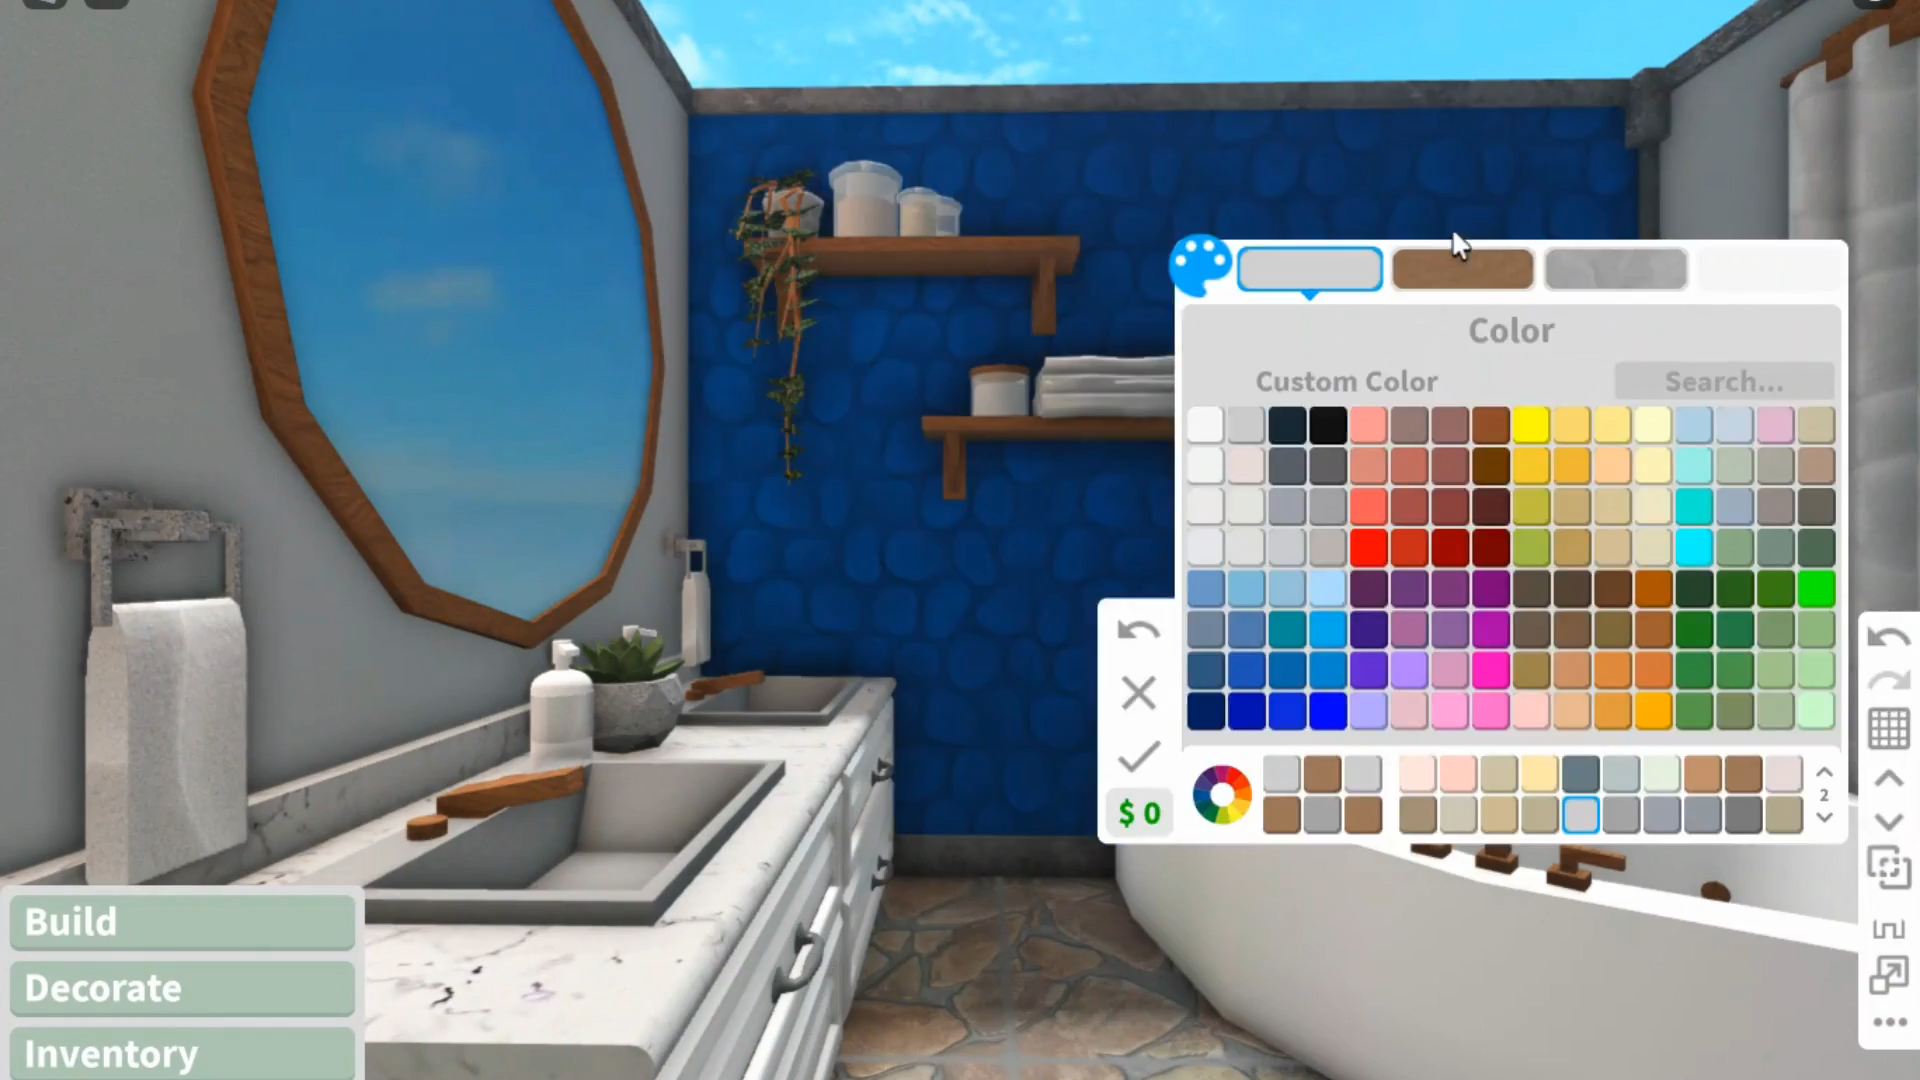 Color
Custom Color
Search...
2
$ 0
Build
Decorate
Inventory